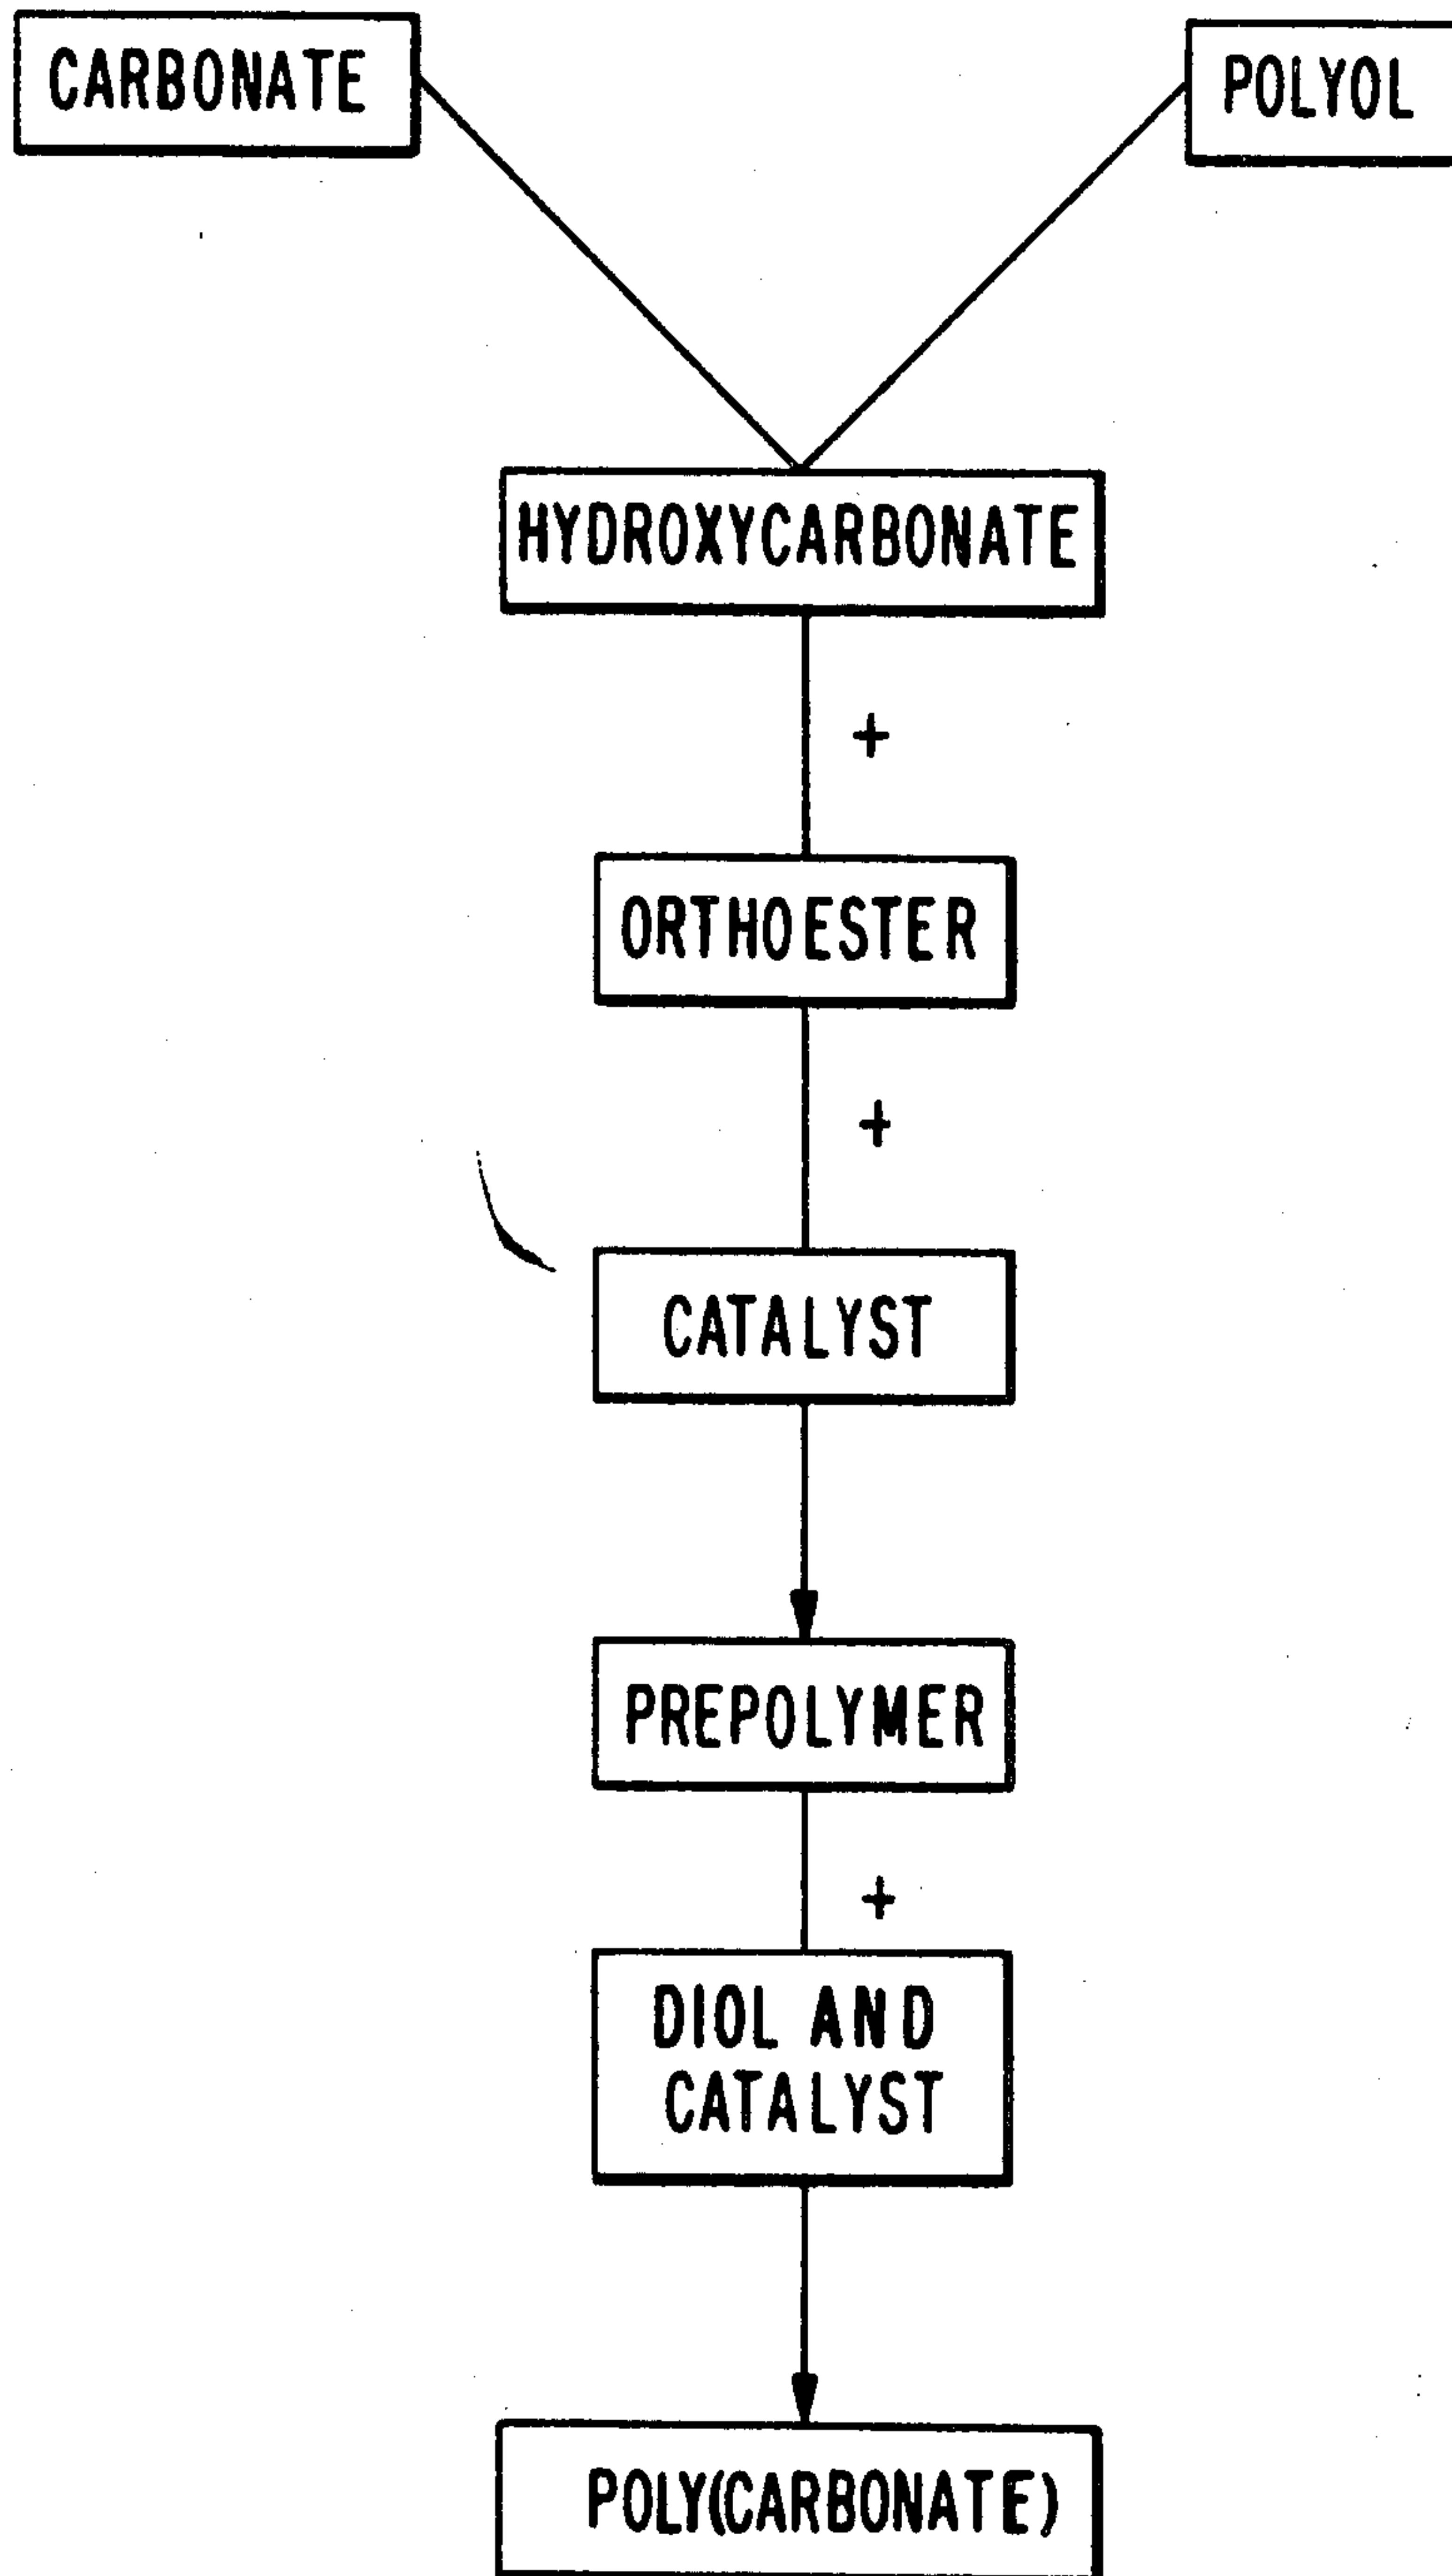 CARBONATE
POLYOL
HYDROXYCARBONATE
+
ORTHOESTER
+
CATALYST
PREPOLYMER
+
DIOL AND
CATALYST
POLY(CARBONATE)